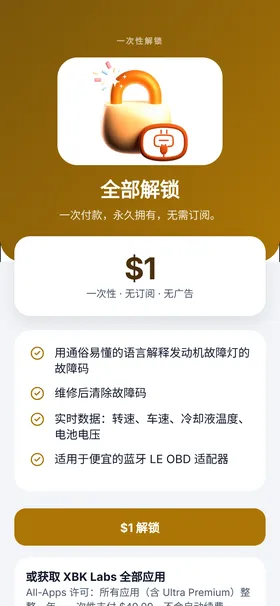 一次性解锁
全部解锁
一次付款，永久拥有，无需订阅。
$1
一次性 · 无订阅 · 无广告
用通俗易懂的语言解释发动机故障灯的
故障码
维修后清除故障码
实时数据：转速、车速、冷却液温度、
电池电压
适用于便宜的蓝牙 LE OBD 适配器
$1 解锁
或获取 XBK Labs 全部应用
All-Apps 许可：所有应用（含 Ultra Premium）整